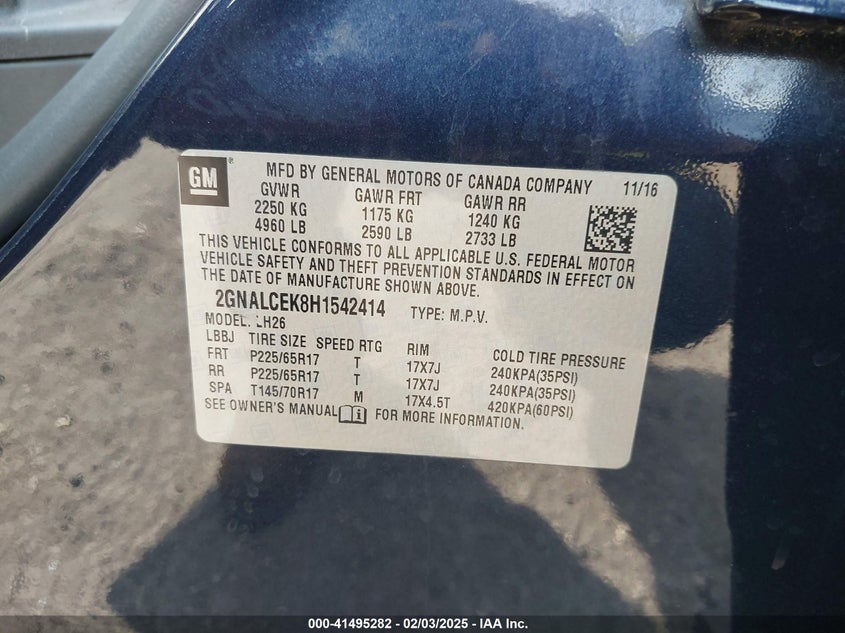 GM ®
MFD BY GENERAL MOTORS OF CANADA COMPANY 11/16
GVWR GAWR FRT GAWR RR
2250 KG 1175 KG 1240 KG
4960 LB 2590 LB 2733 LB
THIS VEHICLE CONFORMS TO ALL APPLICABLE U.S. FEDERAL MOTOR
VEHICLE SAFETY AND THEFT PREVENTION STANDARDS IN EFFECT ON
THE DATE OF MANUFACTURE SHOWN ABOVE.
2GNALCEK8H1542414 TYPE: M.P.V.
MODEL: LH26
LBBJ TIRE SIZE SPEED RTG RIM COLD TIRE PRESSURE
FRT P225/65R17 T 17X7J 240KPA(35PSI)
RR P225/65R17 T 17X7J 240KPA(35PSI)
SPA T145/70R17 M 17X4.5T 420KPA(60PSI)
SEE OWNER'S MANUAL FOR MORE INFORMATION.
000-41495282 - 02/03/2025 - IAA Inc.